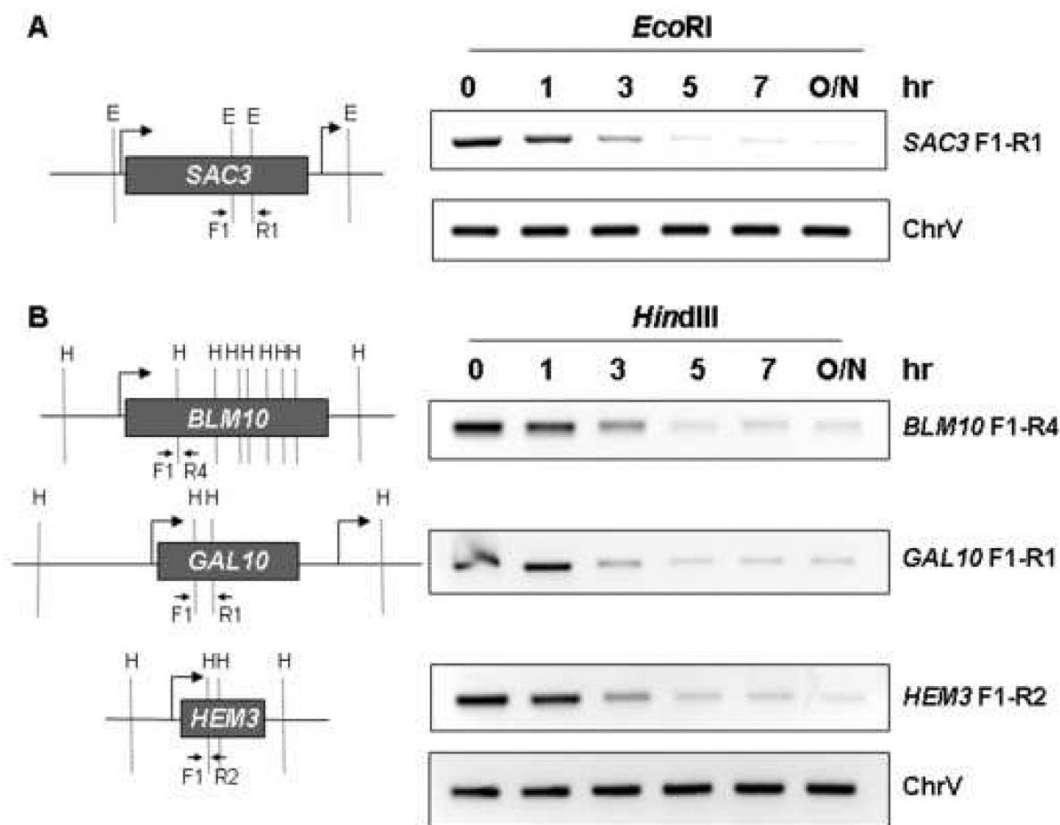 A
EcoRI
0 1 3 5 7 O/N hr
E E E E
SAC3
F1 R1
SAC3 F1-R1
ChrV
B
HindIII
0 1 3 5 7 O/N hr
H H H HH H HH H
BLM10
F1 R4
BLM10 F1-R4
H H H H
GAL10
F1 R1
GAL10 F1-R1
H HH H
HEM3
F1 R2
HEM3 F1-R2
ChrV